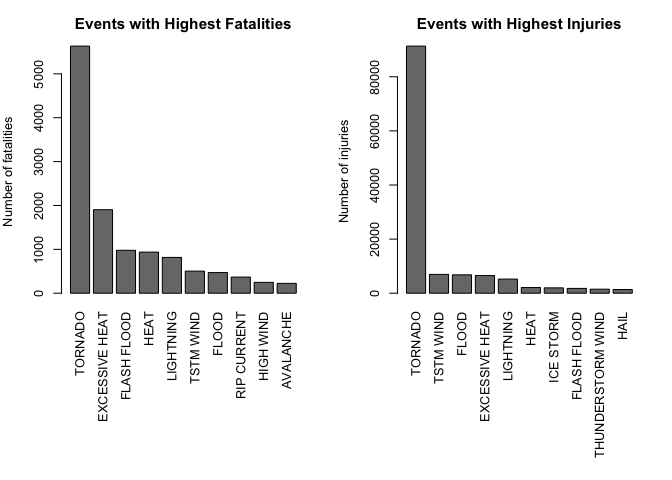 Events with Highest Fatalities
Number of fatalities
5000
4000
3000
2000
1000
0
TORNADO
EXCESSIVE HEAT
FLASH FLOOD
HEAT
LIGHTNING
TSTM WIND
FLOOD
RIP CURRENT
HIGH WIND
AVALANCHE
Events with Highest Injuries
Number of injuries
80000
60000
40000
20000
0
TORNADO
TSTM WIND
FLOOD
EXCESSIVE HEAT
LIGHTNING
HEAT
ICE STORM
FLASH FLOOD
THUNDERSTORM WIND
HAIL